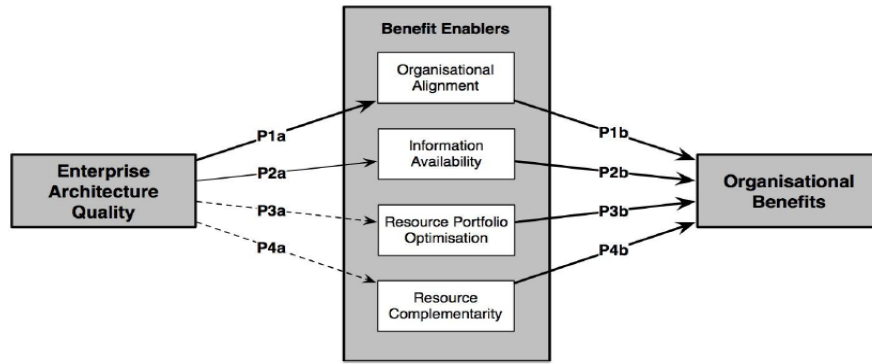 Benefit Enablers
Organisational
Alignment
P1a
P1b
Enterprise
Architecture
Quality
P2a
Information
Availability
P2b
Organisational
Benefits
P3a
Resource Portfolio
Optimisation
P3b
P4a
P4b
Resource
Complementarity